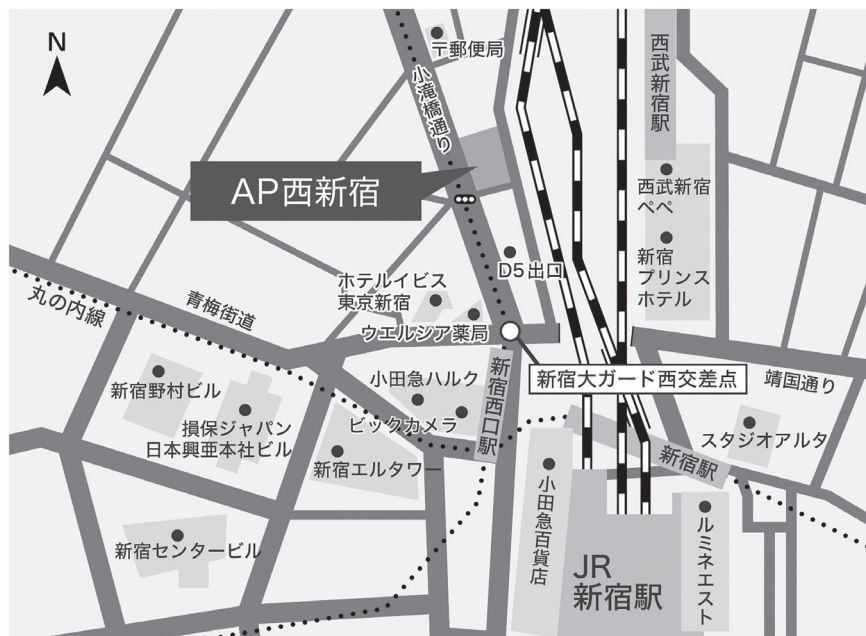 N
〒郵便局
小滝橋通り
西武新宿駅
AP西新宿
西武新宿
ペペ
新宿
プリンス
ホテル
D5出口
ホテルイビス
東京新宿
ウエルシア薬局
丸の内線
青梅街道
新宿大ガード西交差点
靖国通り
新宿西口駅
小田急ハルク
ビックカメラ
新宿野村ビル
損保ジャパン
日本興亜本社ビル
新宿エルタワー
スタジオアルタ
新宿駅
小田急百貨店
ルミネエスト
新宿センタービル
JR
新宿駅